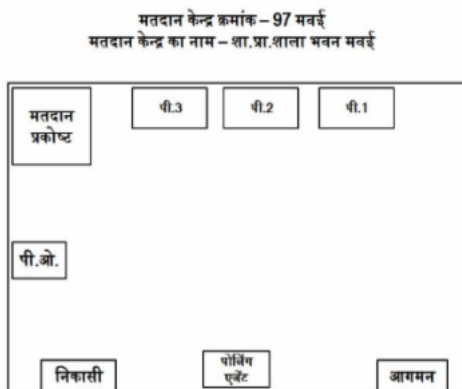 मतदान केन्द्र क्रमांक – 97 मवई
मतदान केन्द्र का नाम – शा.प्रा.शाला भवन मवई
मतदान
प्रकोष्ट
पी.3
पी.2
पी.1
पी.ओ.
पोलिंग
एजेंट
निकासी
आगमन